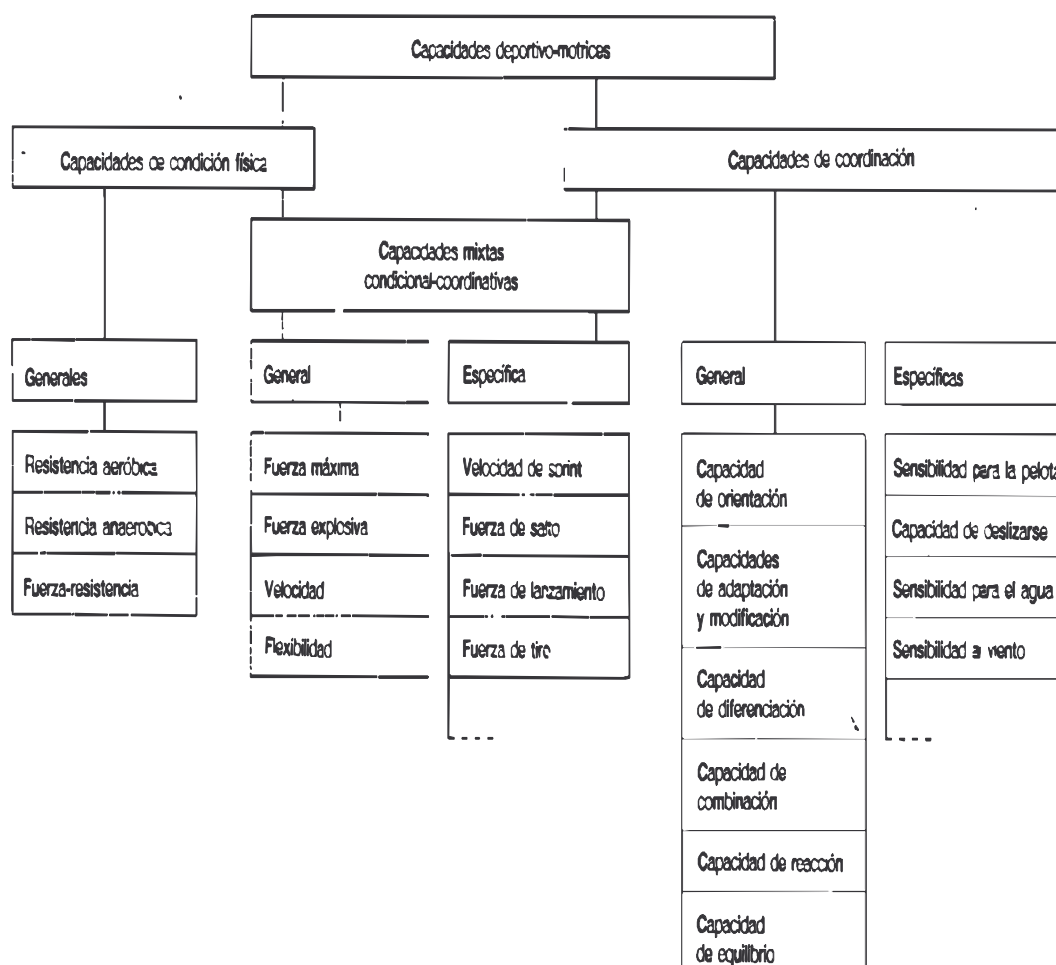 Capacidades deportivo-motrices
Capacidades de condición física
Capacidades de coordinación
Capacidades mixtas
condicional-coordinativas
Generales
General
Específica
General
Específicas
Resistencia aeróbica
Resistencia anaerobica
Fuerza-resistencia
Fuerza máxima
Fuerza explosiva
Velocidad
Flexibilidad
Velocidad de sprint
Fuerza de salto
Fuerza de lanzamiento
Fuerza de tiro
Capacidad
de orientación
Capacidades
de adaptación
y modificación
Capacidad
de diferenciación
Capacidad de
combinación
Capacidad de reacción
Capacidad
de equilibrio
Sensibilidad para la pelota
Capacidad de deslizarse
Sensibilidad para el agua
Sensibilidad al viento